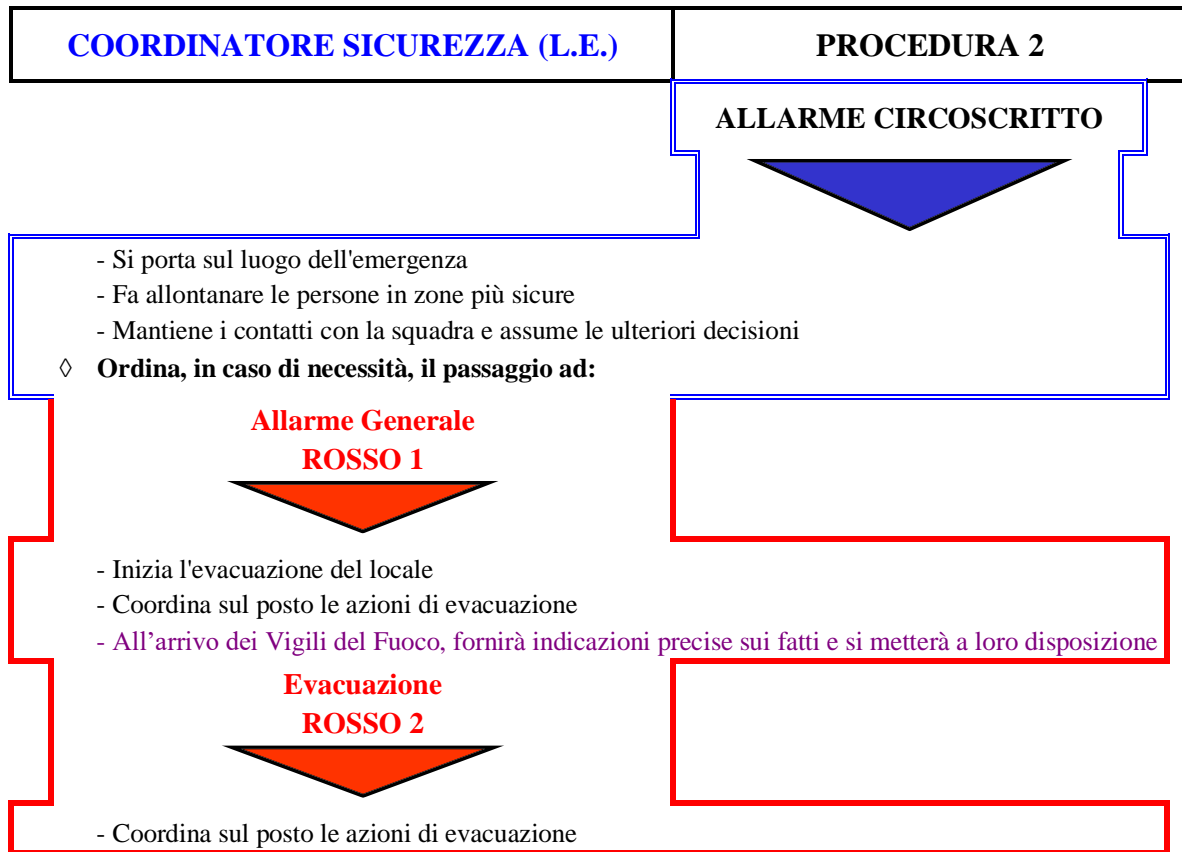 COORDINATORE SICUREZZA (L.E.)
PROCEDURA 2
ALLARME CIRCOSCRITTO
- Si porta sul luogo dell'emergenza
- Fa allontanare le persone in zone più sicure
- Mantiene i contatti con la squadra e assume le ulteriori decisioni
◊ Ordina, in caso di necessità, il passaggio ad:
Allarme Generale
ROSSO 1
- Inizia l'evacuazione del locale
- Coordina sul posto le azioni di evacuazione
- All’arrivo dei Vigili del Fuoco, fornirà indicazioni precise sui fatti e si metterà a loro disposizione
Evacuazione
ROSSO 2
- Coordina sul posto le azioni di evacuazione